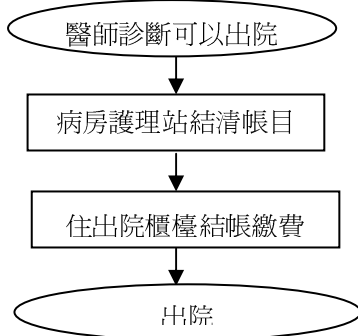 醫師診斷可以出院
病房護理站結清帳目
住出院櫃檯結帳繳費
出院